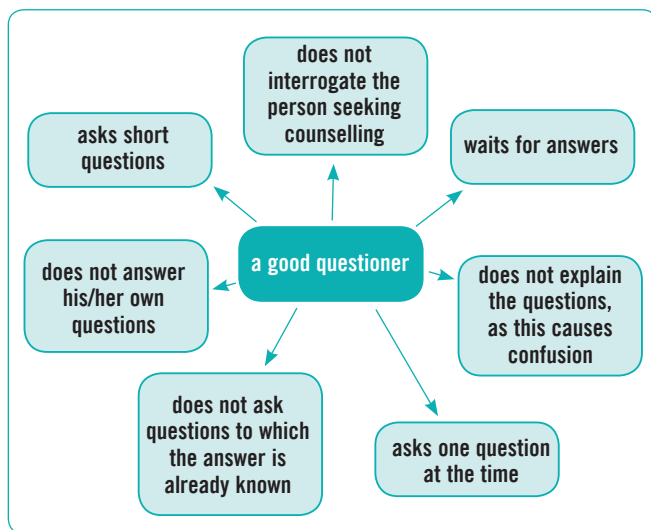 does not
interrogate the
person seeking
counselling
asks short
questions
waits for answers
a good questioner
does not answer
his/her own
questions
does not explain
the questions,
as this causes
confusion
does not ask
questions to which
the answer is
already known
asks one question
at the time